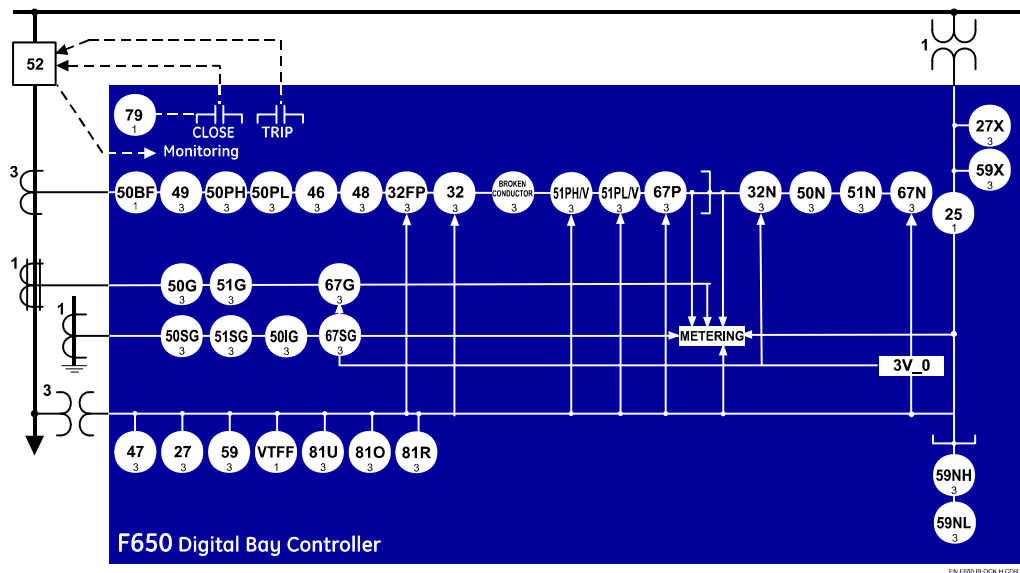 1
52
79
1
CLOSE
TRIP
Monitoring
27X
3
59X
3
3
50BF
1
49
3
50PH
3
50PL
3
46
3
48
3
32FP
3
32
3
BROKEN
CONDUCTOR
3
51PH/V
3
51PL/V
3
67P
3
32N
3
50N
3
51N
3
67N
3
25
1
1
50G
3
51G
3
67G
3
1
50SG
3
51SG
3
50IG
3
67SG
3
METERING
3V_0
3
47
3
27
3
59
3
VTFF
1
81U
3
81O
3
81R
3
59NH
3
59NL
3
F650 Digital Bay Controller
EN F650 BLOCK H.CDR